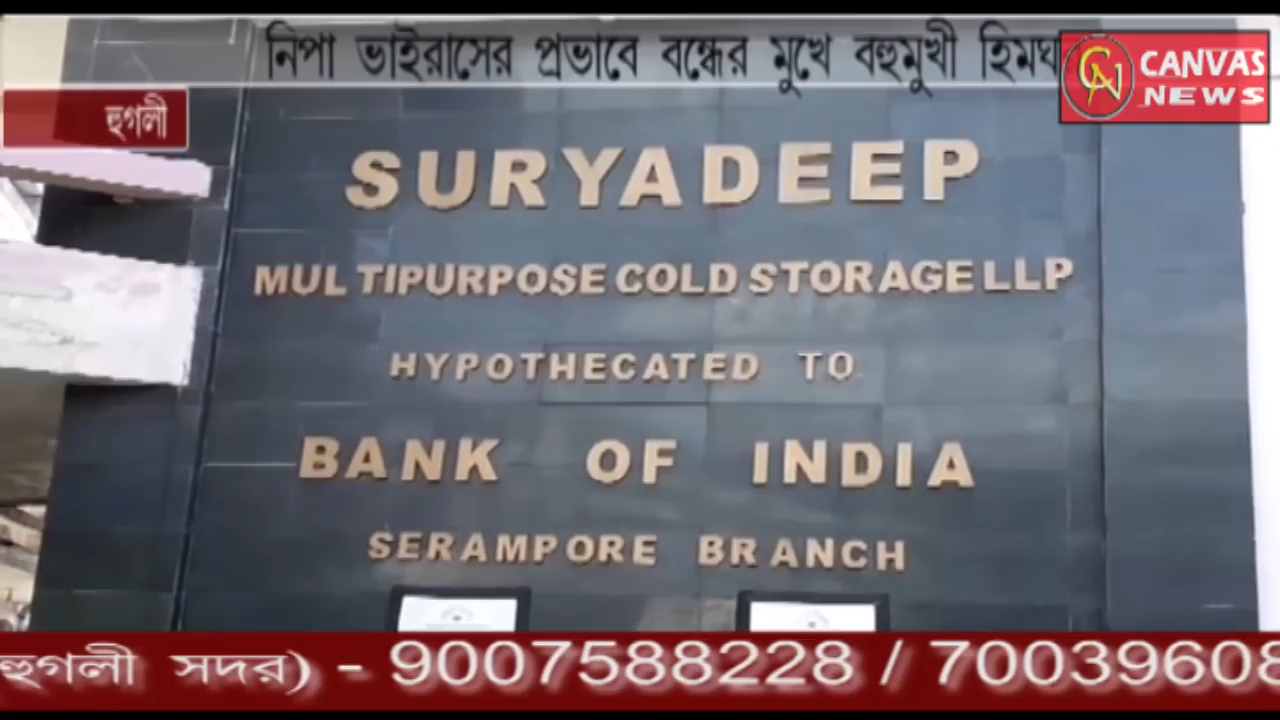 নিপা ভাইরাসের প্রভাবে বন্ধের মুখে বহুমুখী
CANVAS
NEWS
হুগলী
SURYADEEP
MULTIPURPOSE COLD STORAGE LLP
HYPOTHECATED TO
BANK OF INDIA
SERAMPORE BRANCH
হুগলী সদর) - 9007588228 / 70039608